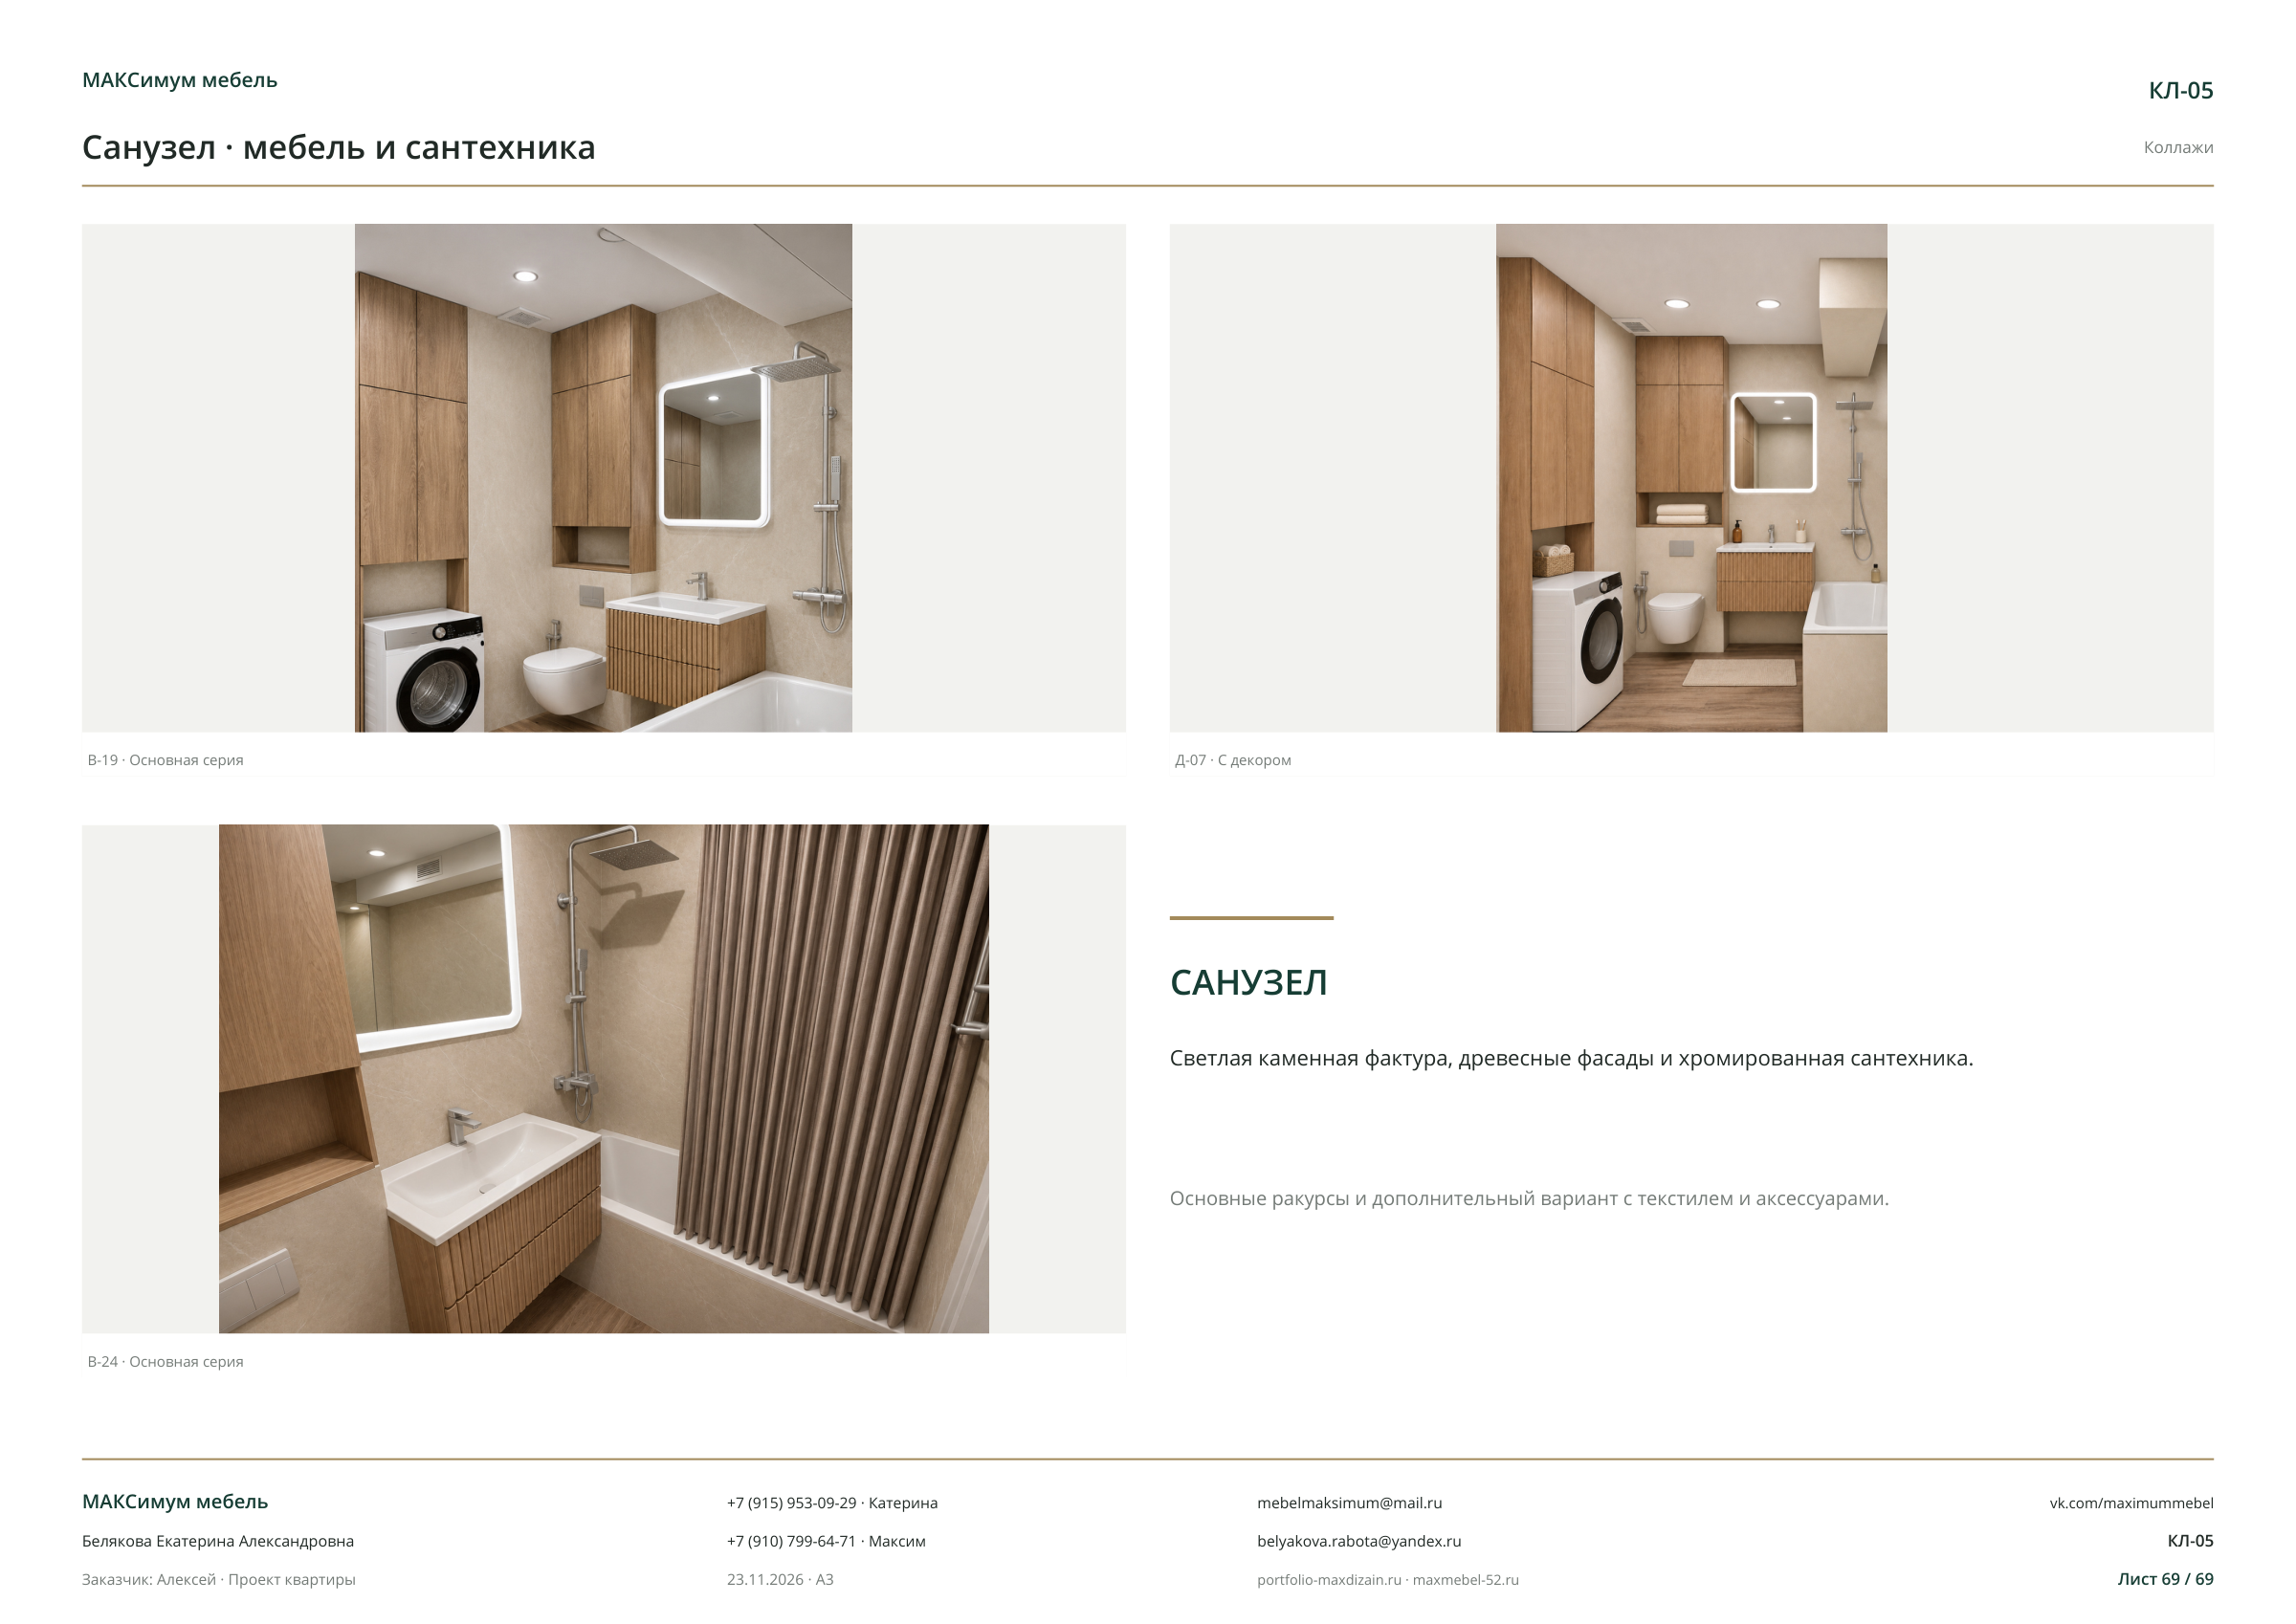 МАКСимум мебель
КЛ-05
Санузел · мебель и сантехника
Коллажи
В-19 · Основная серия
Д-07 · С декором
В-24 · Основная серия
САНУЗЕЛ
Светлая каменная фактура, древесные фасады и хромированная сантехника.
Основные ракурсы и дополнительный вариант с текстилем и аксессуарами.
МАКСимум мебель
Белякова Екатерина Александровна
Заказчик: Алексей · Проект квартиры
+7 (915) 953-09-29 · Катерина
+7 (910) 799-64-71 · Максим
23.11.2026 · А3
mebelmaksimum@mail.ru
belyakova.rabota@yandex.ru
portfolio-maxdizain.ru · maxmebel-52.ru
vk.com/maximummebel
КЛ-05
Лист 69 / 69